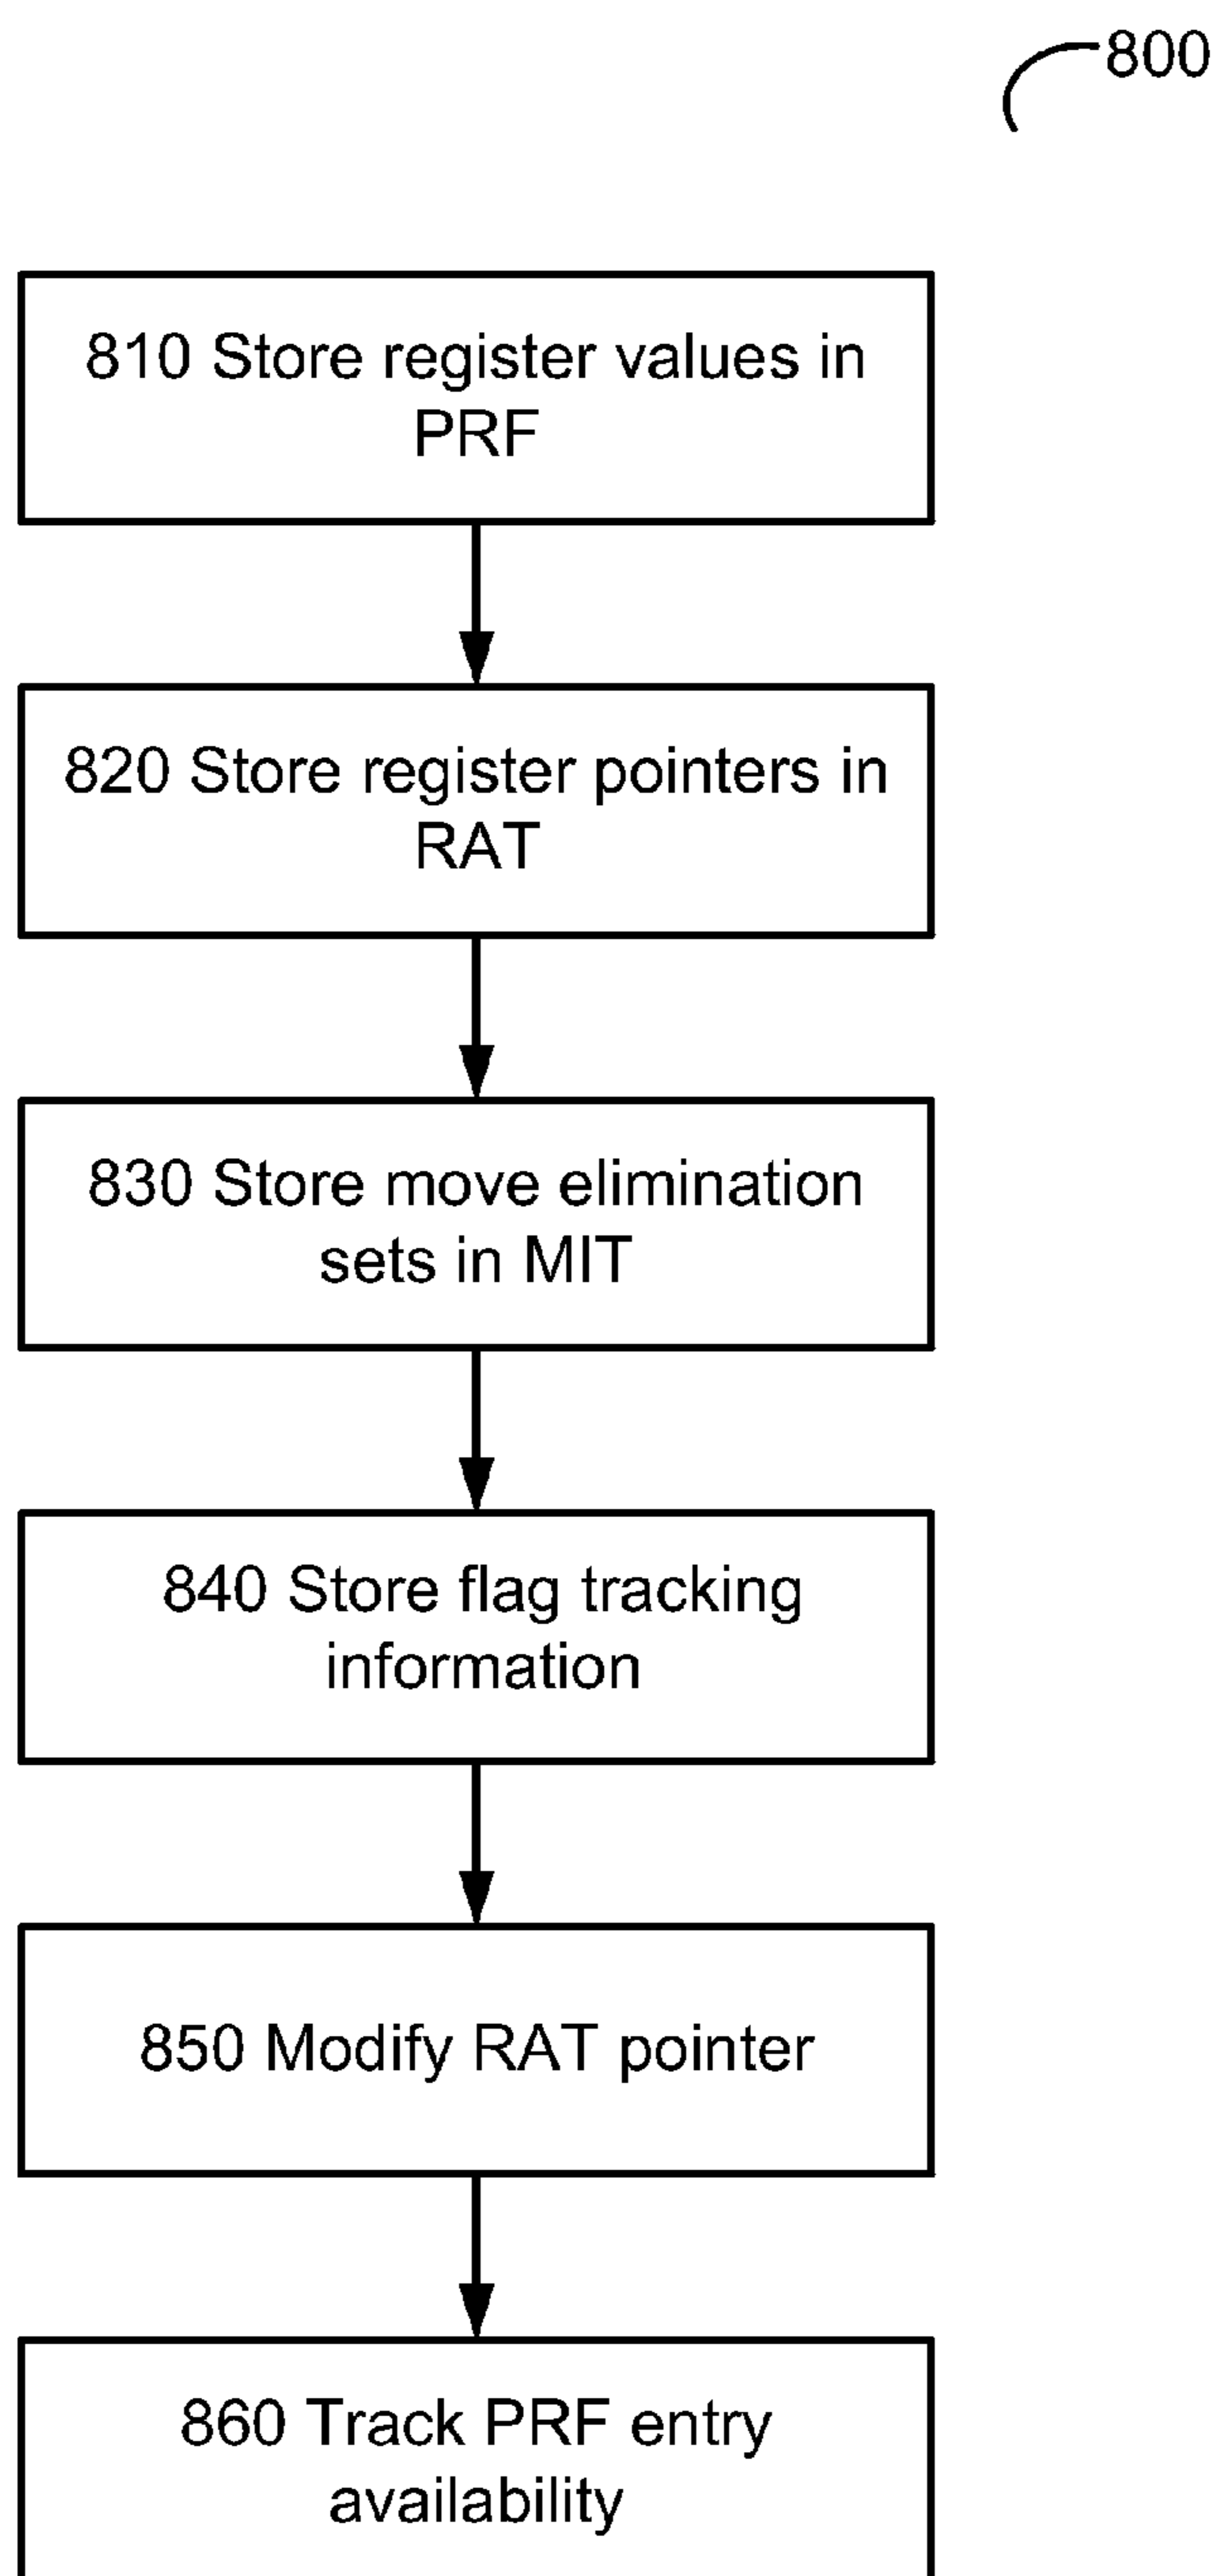 800
810 Store register values in
PRF
820 Store register pointers in
RAT
830 Store move elimination
sets in MIT
840 Store flag tracking
information
850 Modify RAT pointer
860 Track PRF entry
availability